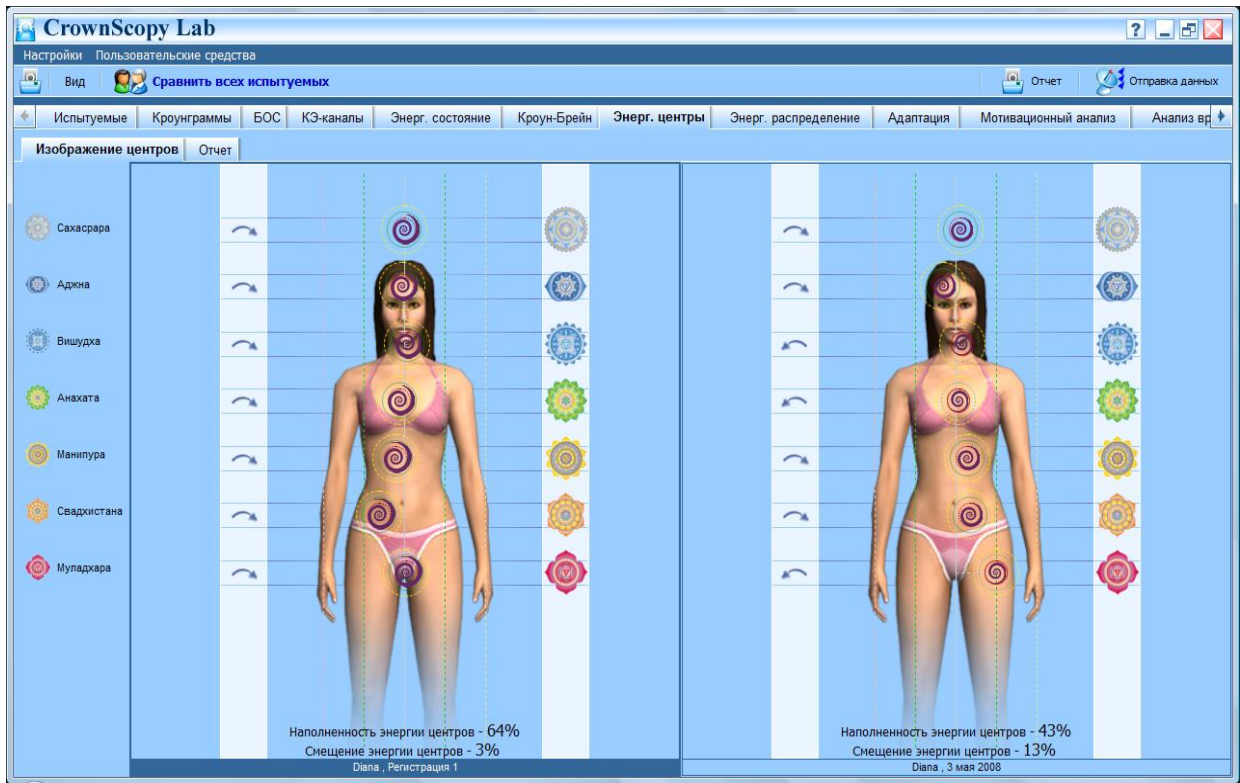 CrownScopy Lab
Настройки Пользовательские средства
Вид Сравнить всех испытуемых Отчет Отправка данных
Испытуемые Кроунграммы БОС КЭ-каналы Энерг. состояние Кроун-Брейн Энерг. центры Энерг. распределение Адаптация Мотивационный анализ Анализ вр
Изображение центров Отчет
Сахасрара
Аджна
Вишудха
Анахата
Манипура
Свадхистана
Муладхара
Наполненность энергии центров - 64%
Смещение энергии центров - 3%
Diana , Регистрация 1
Наполненность энергии центров - 43%
Смещение энергии центров - 13%
Diana , 3 мая 2008